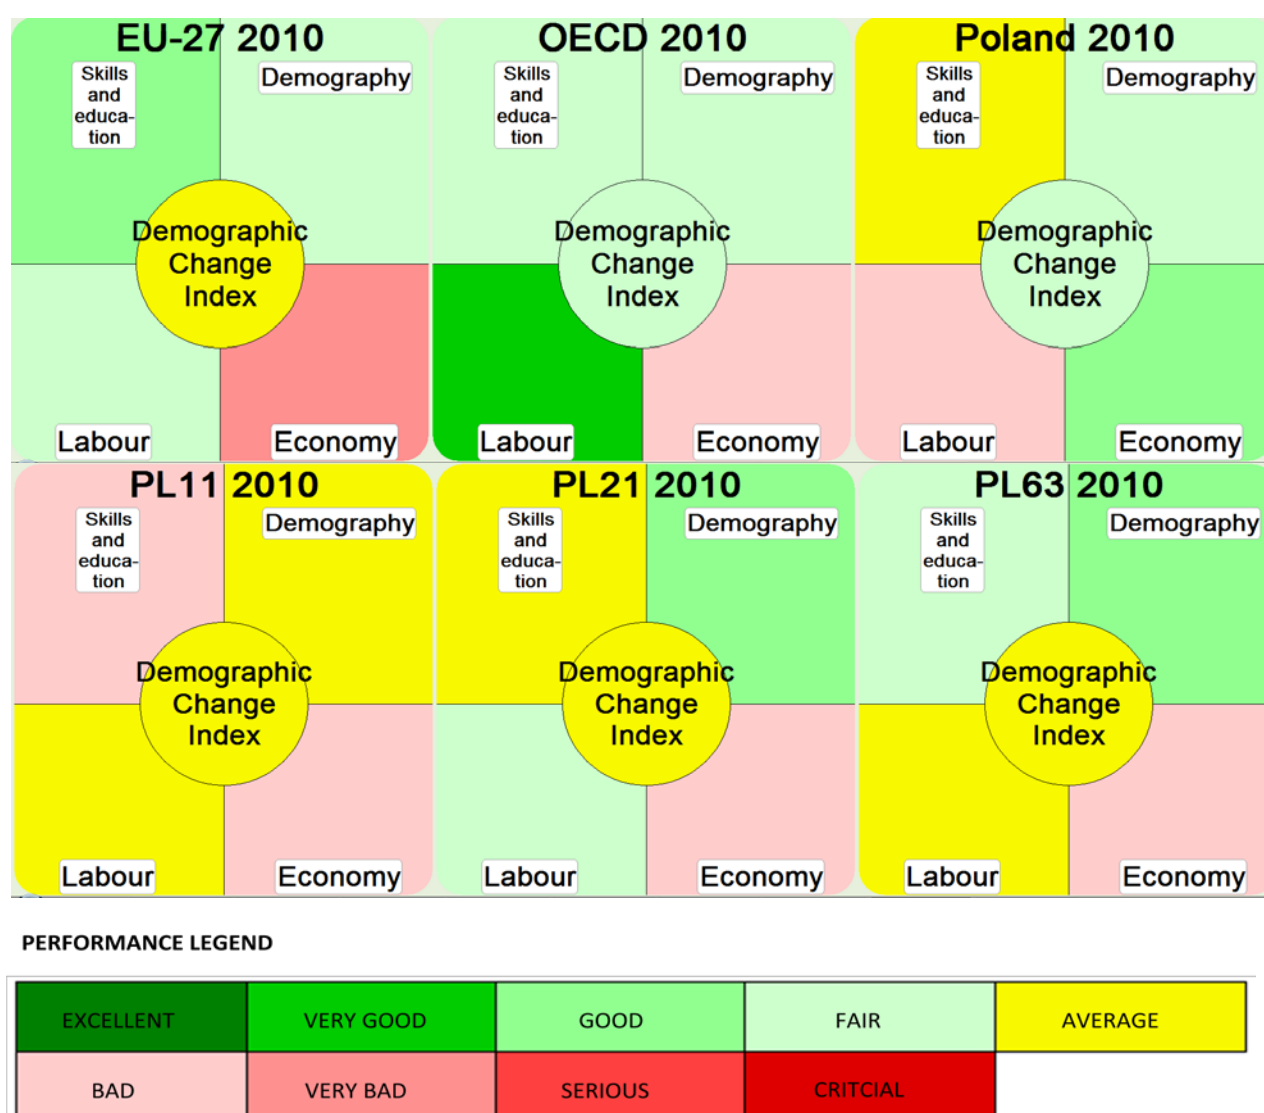 EU-27 2010
Skills
and
educa-
tion
Demography
Demographic
Change
Index
Labour
Economy
OECD 2010
Skills
and
educa-
tion
Demography
Demographic
Change
Index
Labour
Economy
Poland 2010
Skills
and
educa-
tion
Demography
Demographic
Change
Index
Labour
Economy
PL11 2010
Skills
and
educa-
tion
Demography
Demographic
Change
Index
Labour
Economy
PL21 2010
Skills
and
educa-
tion
Demography
Demographic
Change
Index
Labour
Economy
PL63 2010
Skills
and
educa-
tion
Demography
Demographic
Change
Index
Labour
Economy
PERFORMANCE LEGEND
EXCELLENT VERY GOOD GOOD FAIR AVERAGE
BAD VERY BAD SERIOUS CRITCIAL